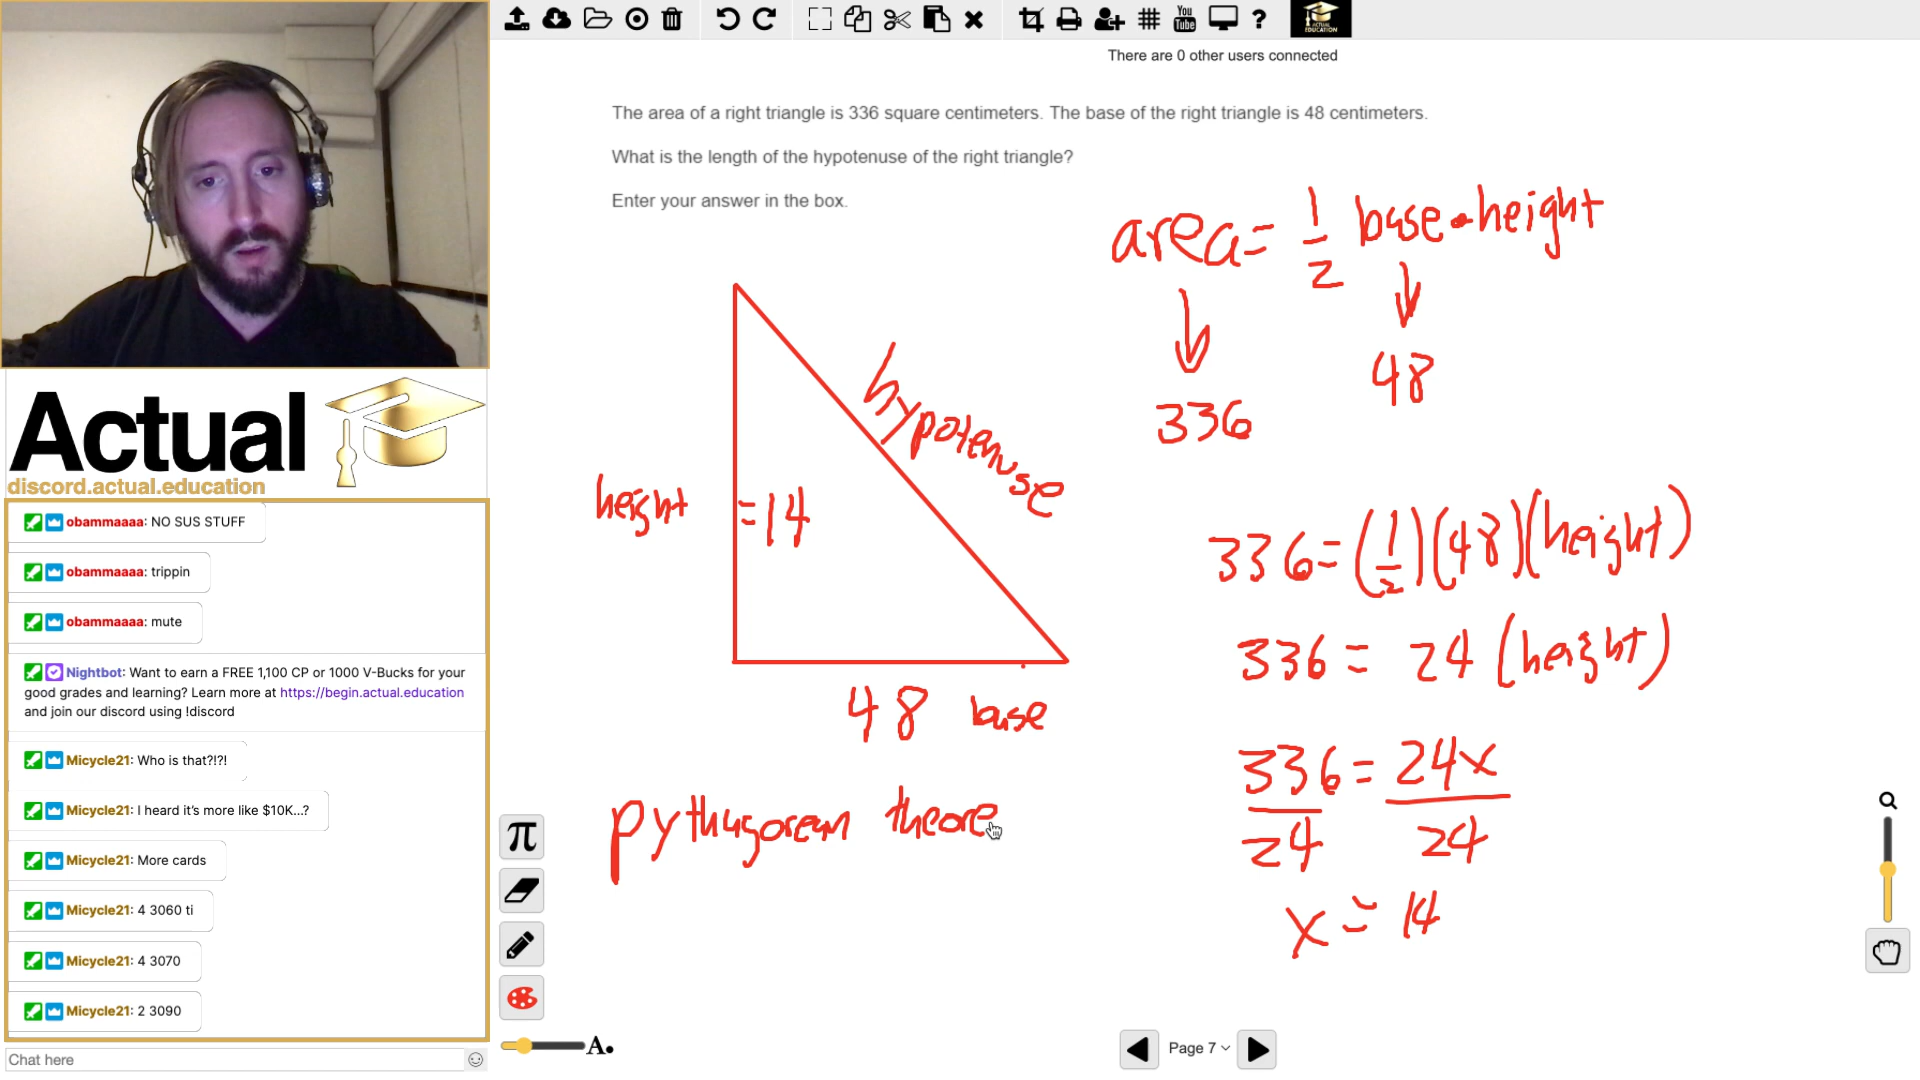 You
Tube
?
ACTUAL
EDUCATION
There are 0 other users connected
The area of a right triangle is 336 square centimeters. The base of the right triangle is 48 centimeters.
What is the length of the hypotenuse of the right triangle?
Enter your answer in the box.
area = 1/2 base • height
336
48
hypotenuse
height = 14
48 base
336 = (1/2)(48)(height)
336 = 24 (height)
336 = 24x
24 24
x = 14
pythagorean theore
Actual
discord.actual.education
obammaaaa: NO SUS STUFF
obammaaaa: trippin
obammaaaa: mute
Nightbot: Want to earn a FREE 1,100 CP or 1000 V-Bucks for your
good grades and learning? Learn more at https://begin.actual.education
and join our discord using !discord
Micycle21: Who is that?!?!
Micycle21: I heard it's more like $10K...?
Micycle21: More cards
Micycle21: 4 3060 ti
Micycle21: 4 3070
Micycle21: 2 3090
Chat here
π
A
Page 7